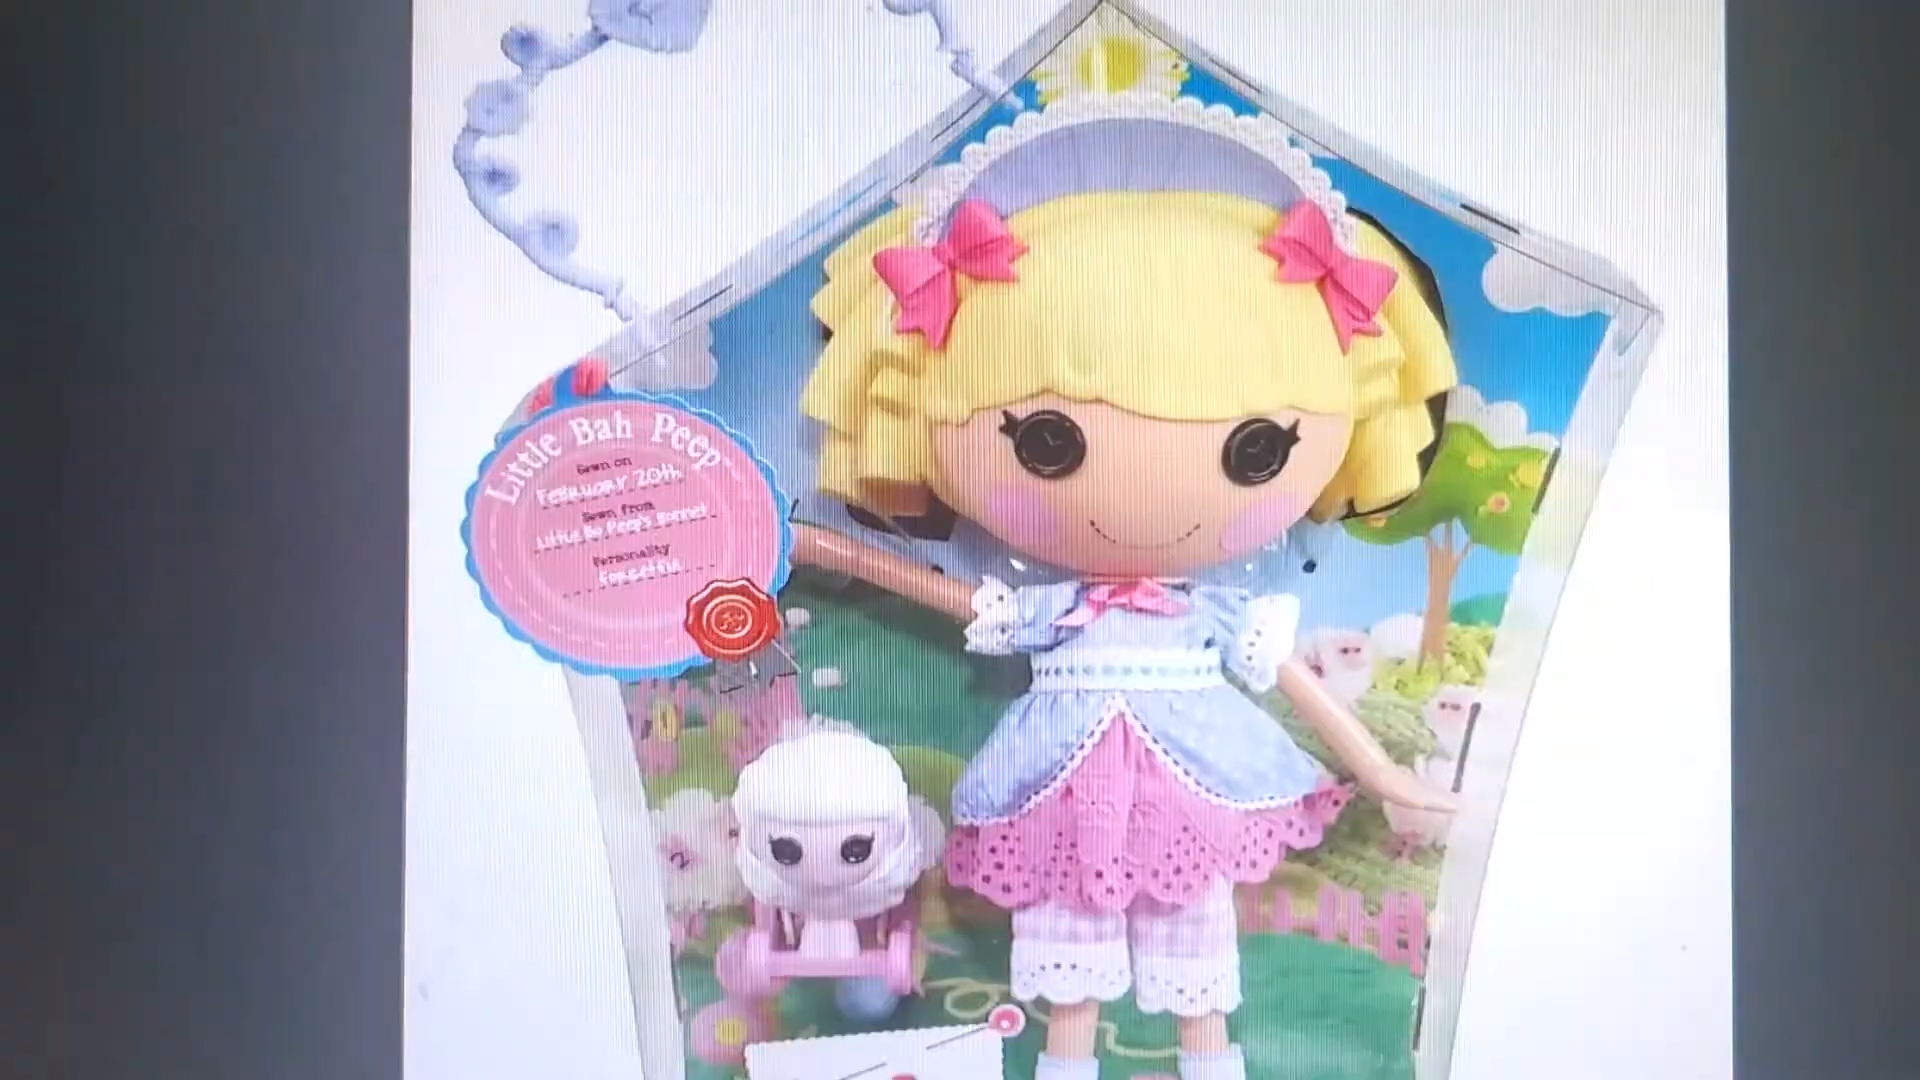 Little Bah Peep
Sewn on
February 20th
Sewn from
Little Bo Peep's Bonnet
Personality
Forgetful